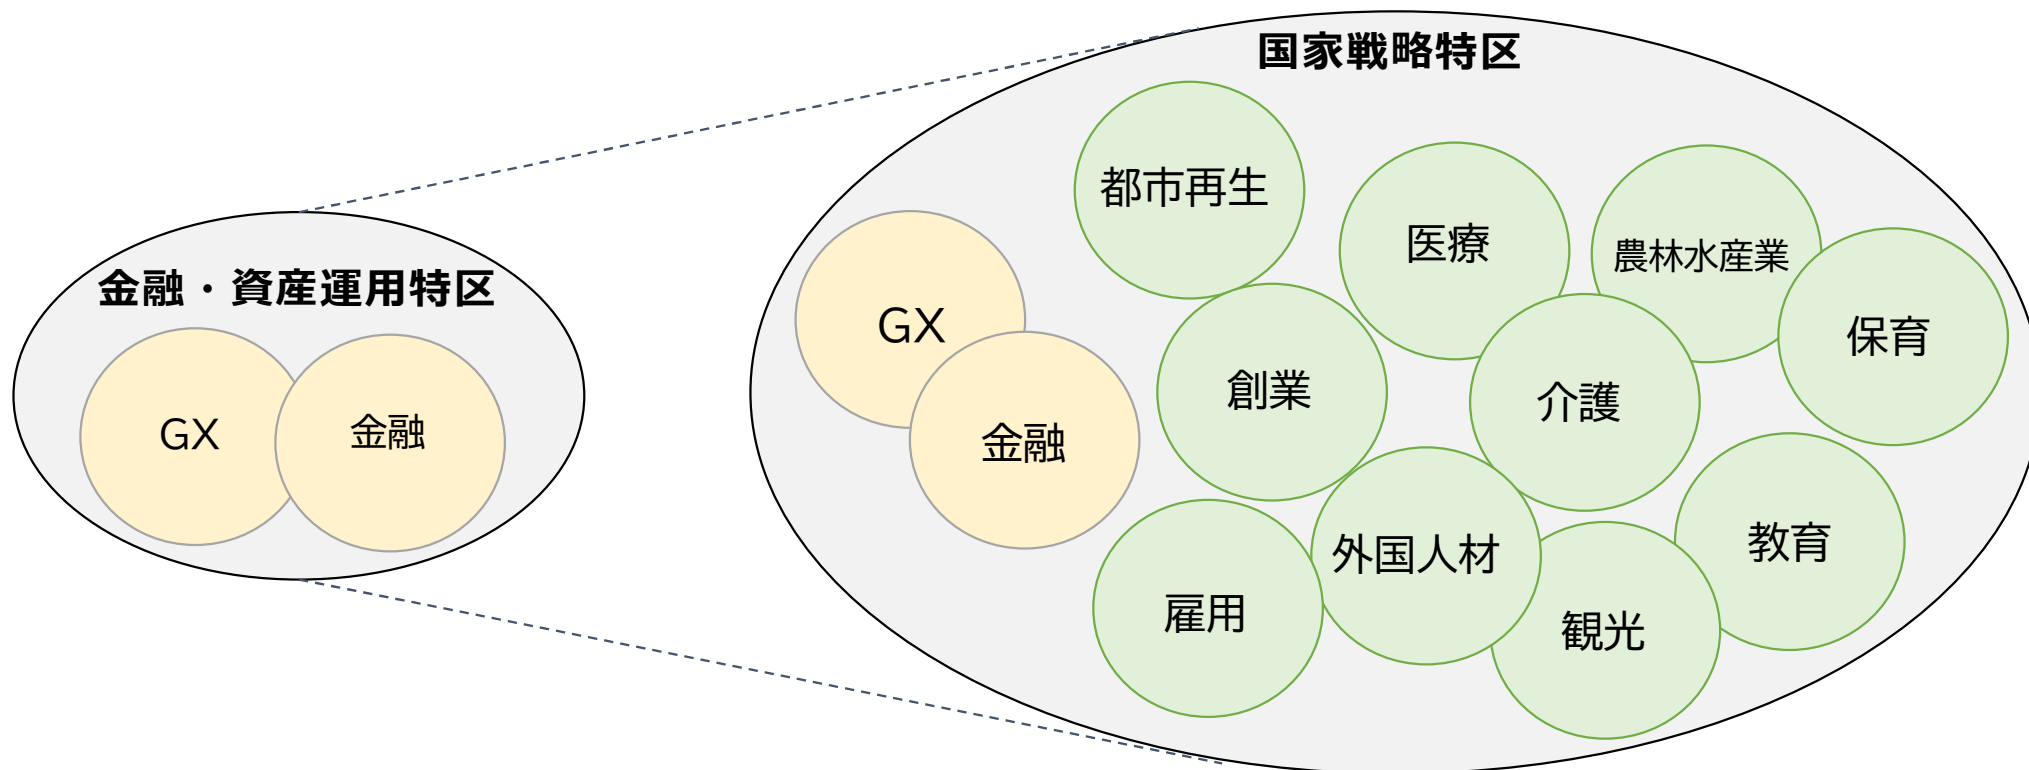 金融・資産運用特区
GX
金融
国家戦略特区
都市再生
医療
農林水産業
保育
GX
金融
創業
介護
雇用
外国人材
観光
教育